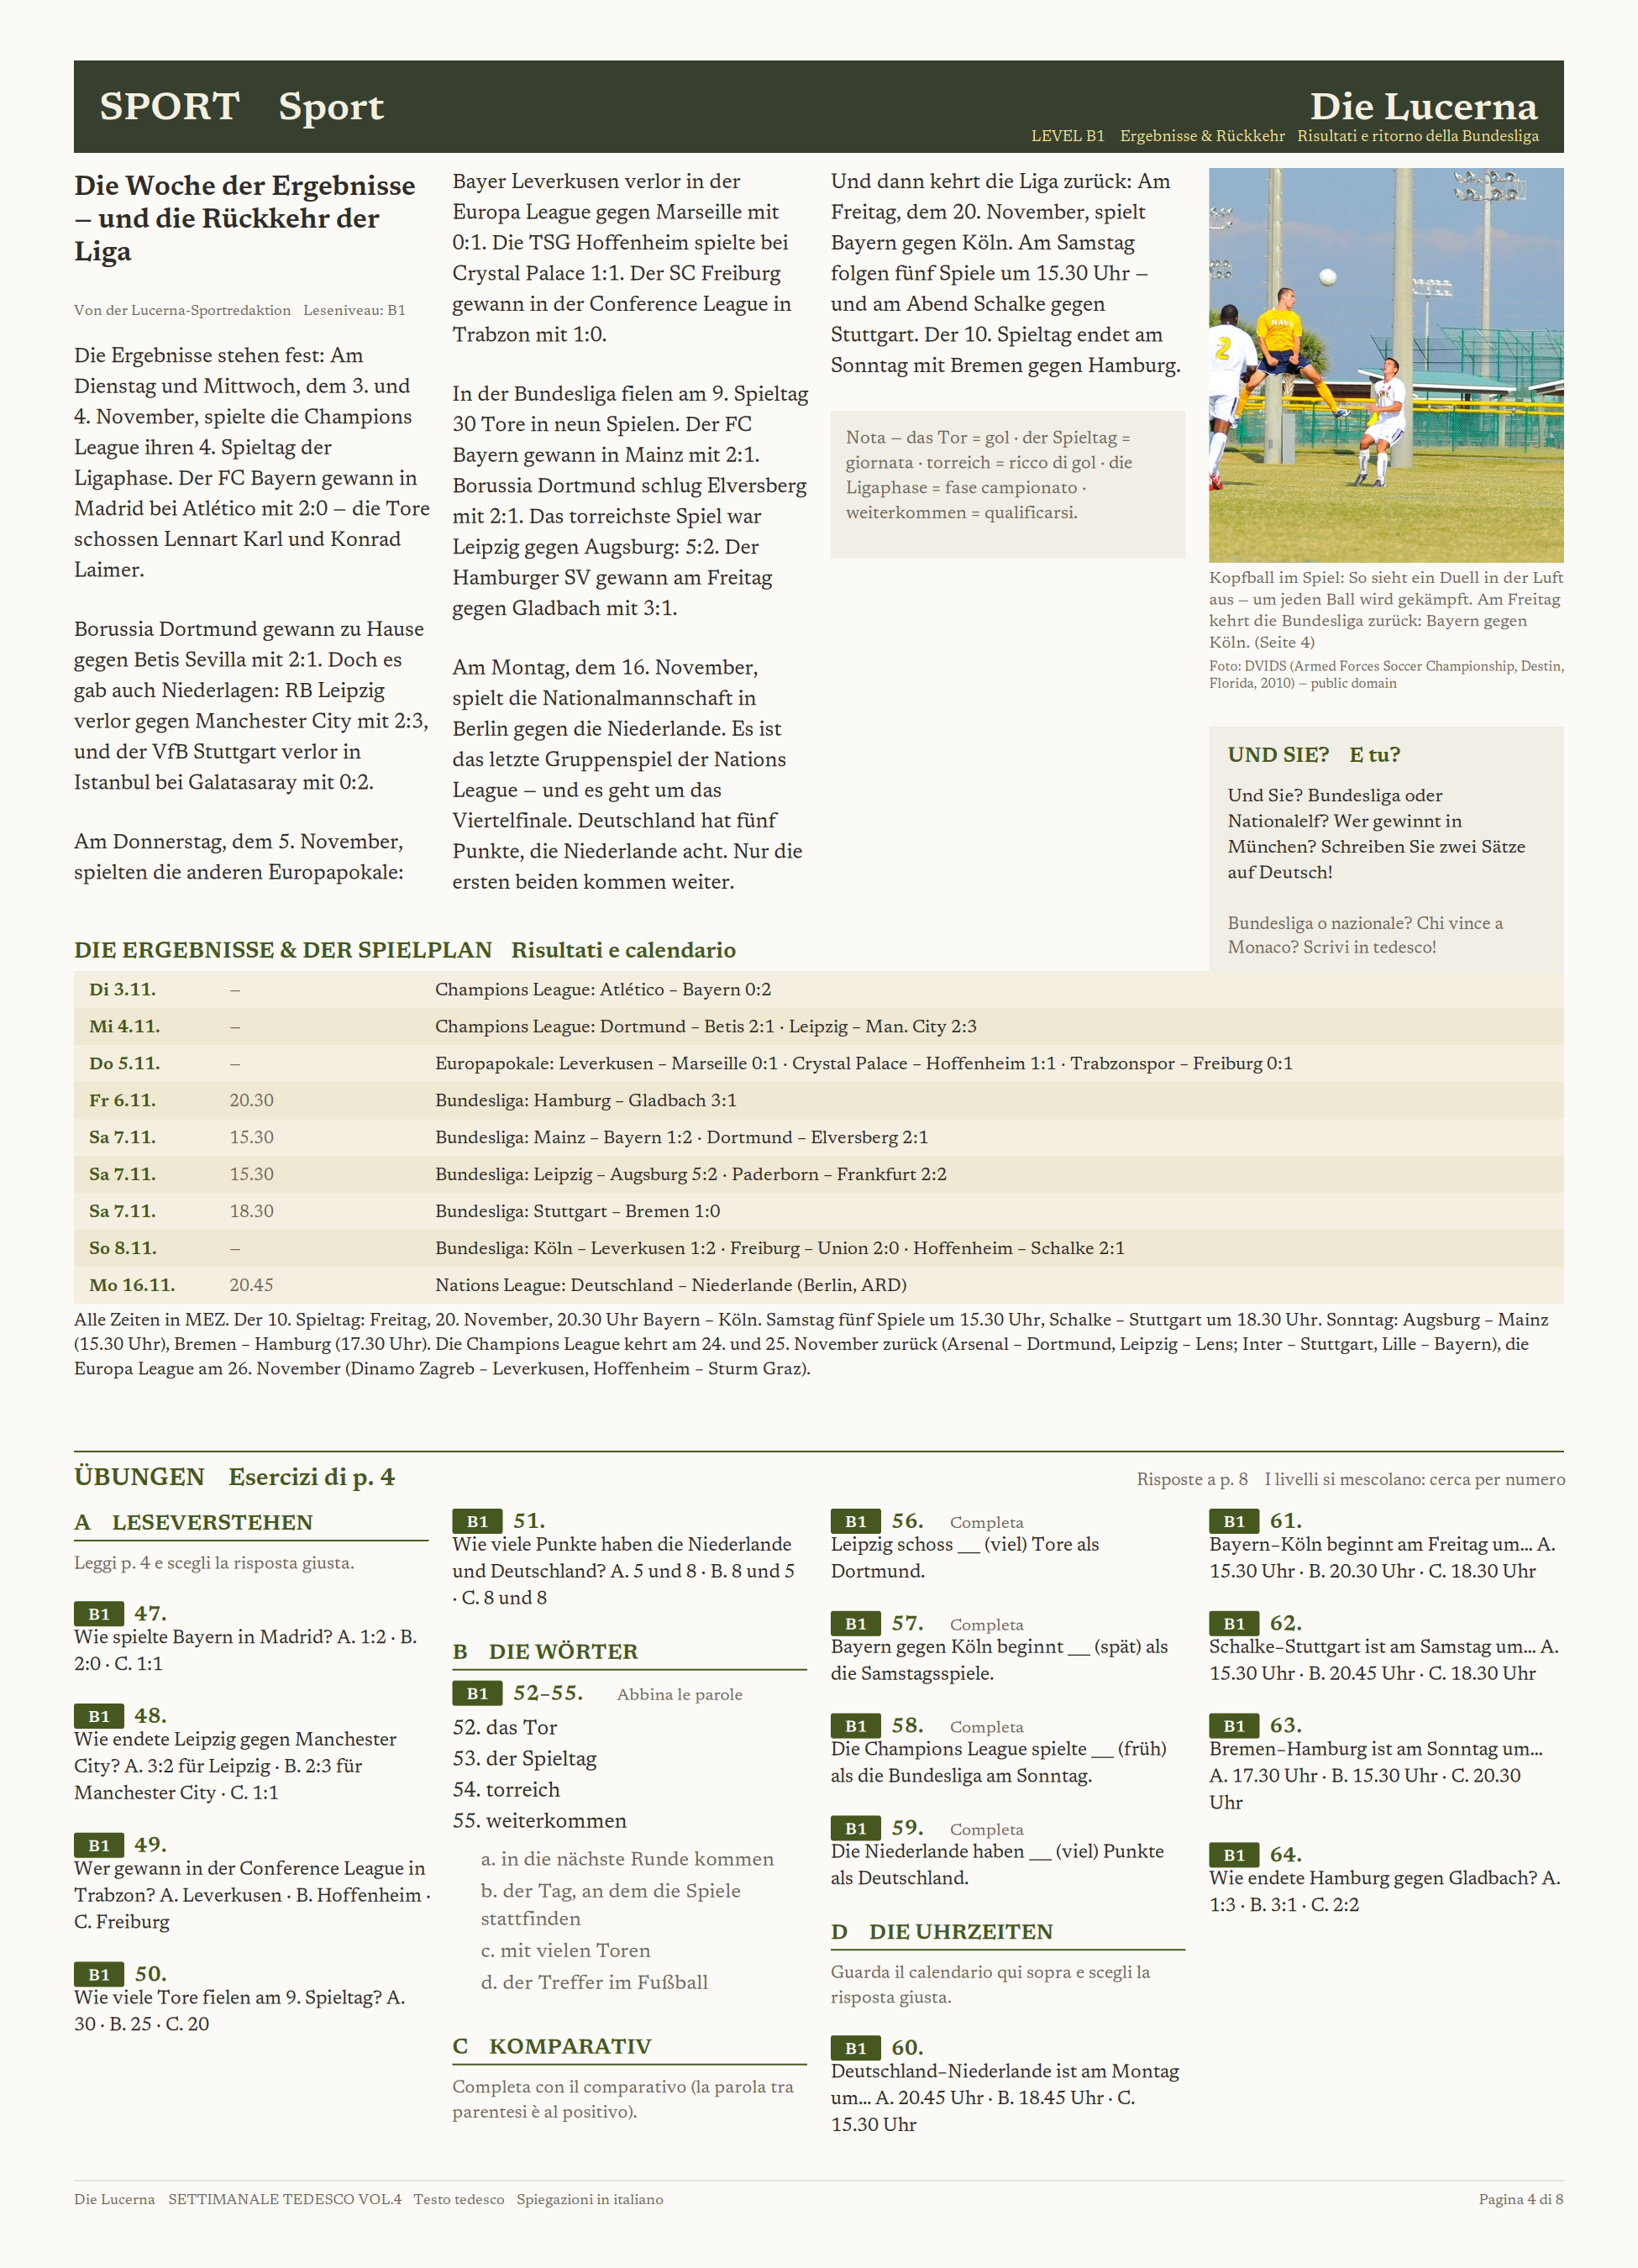 SPORT Sport
Die Lucerna
LEVEL B1 Ergebnisse & Rückkehr Risultati e ritorno della Bundesliga
Die Woche der Ergebnisse
– und die Rückkehr der
Liga
Von der Lucerna-Sportredaktion Leseniveau: B1
Die Ergebnisse stehen fest: Am
Dienstag und Mittwoch, dem 3. und
4. November, spielte die Champions
League ihren 4. Spieltag der
Ligaphase. Der FC Bayern gewann in
Madrid bei Atlético mit 2:0 – die Tore
schossen Lennart Karl und Konrad
Laimer.
Borussia Dortmund gewann zu Hause
gegen Betis Sevilla mit 2:1. Doch es
gab auch Niederlagen: RB Leipzig
verlor gegen Manchester City mit 2:3,
und der VfB Stuttgart verlor in
Istanbul bei Galatasaray mit 0:2.
Am Donnerstag, dem 5. November,
spielten die anderen Europapokale:
Bayer Leverkusen verlor in der
Europa League gegen Marseille mit
0:1. Die TSG Hoffenheim spielte bei
Crystal Palace 1:1. Der SC Freiburg
gewann in der Conference League in
Trabzon mit 1:0.
In der Bundesliga fielen am 9. Spieltag
30 Tore in neun Spielen. Der FC
Bayern gewann in Mainz mit 2:1.
Borussia Dortmund schlug Elversberg
mit 2:1. Das torreichste Spiel war
Leipzig gegen Augsburg: 5:2. Der
Hamburger SV gewann am Freitag
gegen Gladbach mit 3:1.
Am Montag, dem 16. November,
spielt die Nationalmannschaft in
Berlin gegen die Niederlande. Es ist
das letzte Gruppenspiel der Nations
League – und es geht um das
Viertelfinale. Deutschland hat fünf
Punkte, die Niederlande acht. Nur die
ersten beiden kommen weiter.
Und dann kehrt die Liga zurück: Am
Freitag, dem 20. November, spielt
Bayern gegen Köln. Am Samstag
folgen fünf Spiele um 15.30 Uhr –
und am Abend Schalke gegen
Stuttgart. Der 10. Spieltag endet am
Sonntag mit Bremen gegen Hamburg.
Nota – das Tor = gol · der Spieltag =
giornata · torreich = ricco di gol · die
Ligaphase = fase campionato ·
weiterkommen = qualificarsi.
2
NAVY
Kopfball im Spiel: So sieht ein Duell in der Luft
aus – um jeden Ball wird gekämpft. Am Freitag
kehrt die Bundesliga zurück: Bayern gegen
Köln. (Seite 4)
Foto: DVIDS (Armed Forces Soccer Championship, Destin,
Florida, 2010) – public domain
UND SIE? E tu?
Und Sie? Bundesliga oder
Nationalelf? Wer gewinnt in
München? Schreiben Sie zwei Sätze
auf Deutsch!
Bundesliga o nazionale? Chi vince a
Monaco? Scrivi in tedesco!
DIE ERGEBNISSE & DER SPIELPLAN Risultati e calendario
Di 3.11. – Champions League: Atlético – Bayern 0:2
Mi 4.11. – Champions League: Dortmund – Betis 2:1 · Leipzig – Man. City 2:3
Do 5.11. – Europapokale: Leverkusen – Marseille 0:1 · Crystal Palace – Hoffenheim 1:1 · Trabzonspor – Freiburg 0:1
Fr 6.11. 20.30 Bundesliga: Hamburg – Gladbach 3:1
Sa 7.11. 15.30 Bundesliga: Mainz – Bayern 1:2 · Dortmund – Elversberg 2:1
Sa 7.11. 15.30 Bundesliga: Leipzig – Augsburg 5:2 · Paderborn – Frankfurt 2:2
Sa 7.11. 18.30 Bundesliga: Stuttgart – Bremen 1:0
So 8.11. – Bundesliga: Köln – Leverkusen 1:2 · Freiburg – Union 2:0 · Hoffenheim – Schalke 2:1
Mo 16.11. 20.45 Nations League: Deutschland – Niederlande (Berlin, ARD)
Alle Zeiten in MEZ. Der 10. Spieltag: Freitag, 20. November, 20.30 Uhr Bayern – Köln. Samstag fünf Spiele um 15.30 Uhr, Schalke – Stuttgart um 18.30 Uhr. Sonntag: Augsburg – Mainz
(15.30 Uhr), Bremen – Hamburg (17.30 Uhr). Die Champions League kehrt am 24. und 25. November zurück (Arsenal – Dortmund, Leipzig – Lens; Inter – Stuttgart, Lille – Bayern), die
Europa League am 26. November (Dinamo Zagreb – Leverkusen, Hoffenheim – Sturm Graz).
ÜBUNGEN Esercizi di p. 4
Risposte a p. 8 I livelli si mescolano: cerca per numero
A LESEVERSTEHEN
Leggi p. 4 e scegli la risposta giusta.
B1 47.
Wie spielte Bayern in Madrid? A. 1:2 · B.
2:0 · C. 1:1
B1 48.
Wie endete Leipzig gegen Manchester
City? A. 3:2 für Leipzig · B. 2:3 für
Manchester City · C. 1:1
B1 49.
Wer gewann in der Conference League in
Trabzon? A. Leverkusen · B. Hoffenheim ·
C. Freiburg
B1 50.
Wie viele Tore fielen am 9. Spieltag? A.
30 · B. 25 · C. 20
B1 51.
Wie viele Punkte haben die Niederlande
und Deutschland? A. 5 und 8 · B. 8 und 5
· C. 8 und 8
B DIE WÖRTER
B1 52–55. Abbina le parole
52. das Tor
53. der Spieltag
54. torreich
55. weiterkommen
a. in die nächste Runde kommen
b. der Tag, an dem die Spiele
stattfinden
c. mit vielen Toren
d. der Treffer im Fußball
C KOMPARATIV
Completa con il comparativo (la parola tra
parentesi è al positivo).
B1 56. Completa
Leipzig schoss ___ (viel) Tore als
Dortmund.
B1 57. Completa
Bayern gegen Köln beginnt ___ (spät) als
die Samstagsspiele.
B1 58. Completa
Die Champions League spielte ___ (früh)
als die Bundesliga am Sonntag.
B1 59. Completa
Die Niederlande haben ___ (viel) Punkte
als Deutschland.
D DIE UHRZEITEN
Guarda il calendario qui sopra e scegli la
risposta giusta.
B1 60.
Deutschland–Niederlande ist am Montag
um... A. 20.45 Uhr · B. 18.45 Uhr · C.
15.30 Uhr
B1 61.
Bayern–Köln beginnt am Freitag um... A.
15.30 Uhr · B. 20.30 Uhr · C. 18.30 Uhr
B1 62.
Schalke–Stuttgart ist am Samstag um... A.
15.30 Uhr · B. 20.45 Uhr · C. 18.30 Uhr
B1 63.
Bremen–Hamburg ist am Sonntag um...
A. 17.30 Uhr · B. 15.30 Uhr · C. 20.30
Uhr
B1 64.
Wie endete Hamburg gegen Gladbach? A.
1:3 · B. 3:1 · C. 2:2
Die Lucerna SETTIMANALE TEDESCO VOL.4 Testo tedesco Spiegazioni in italiano
Pagina 4 di 8